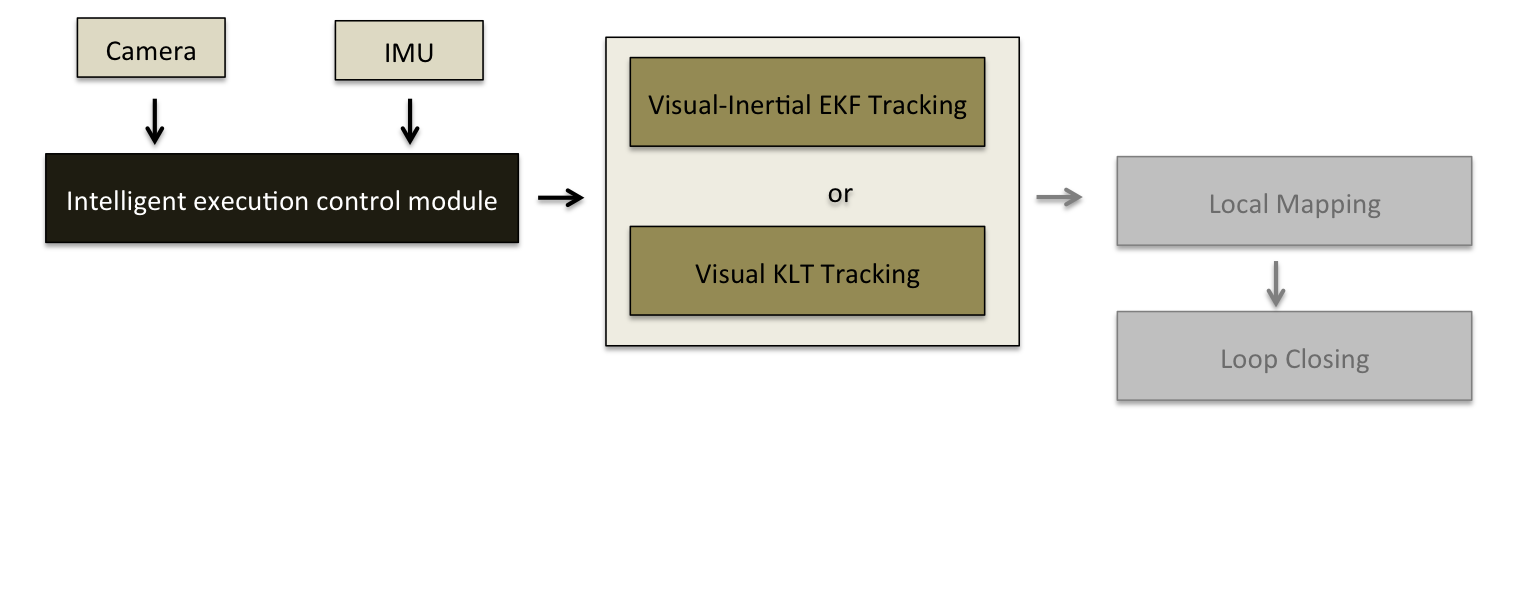 Camera
IMU
Intelligent execution control module
Visual-Inertial EKF Tracking
or
Visual KLT Tracking
Local Mapping
Loop Closing